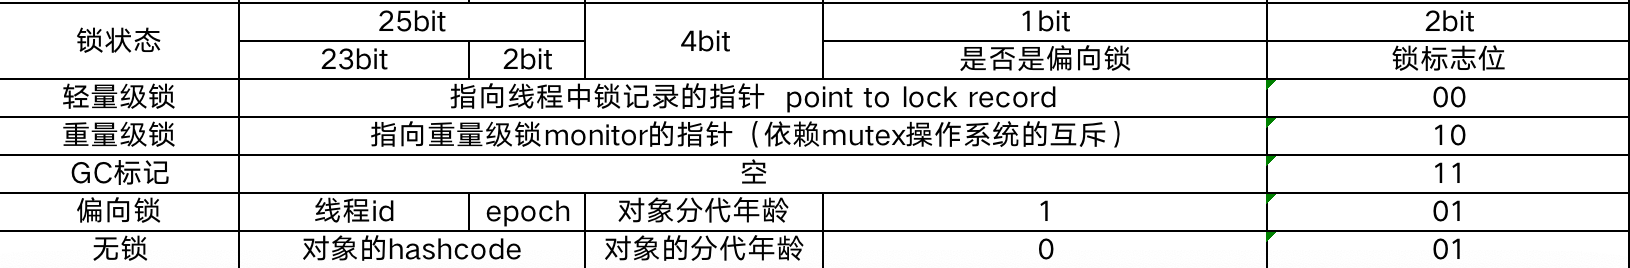 锁状态 25bit 4bit 1bit 2bit
23bit 2bit 是否是偏向锁 锁标志位
轻量级锁 指向线程中锁记录的指针 point to lock record 00
重量级锁 指向重量级锁monitor的指针（依赖mutex操作系统的互斥） 10
GC标记 空 11
偏向锁 线程id epoch 对象分代年龄 1 01
无锁 对象的hashcode 对象的分代年龄 0 01